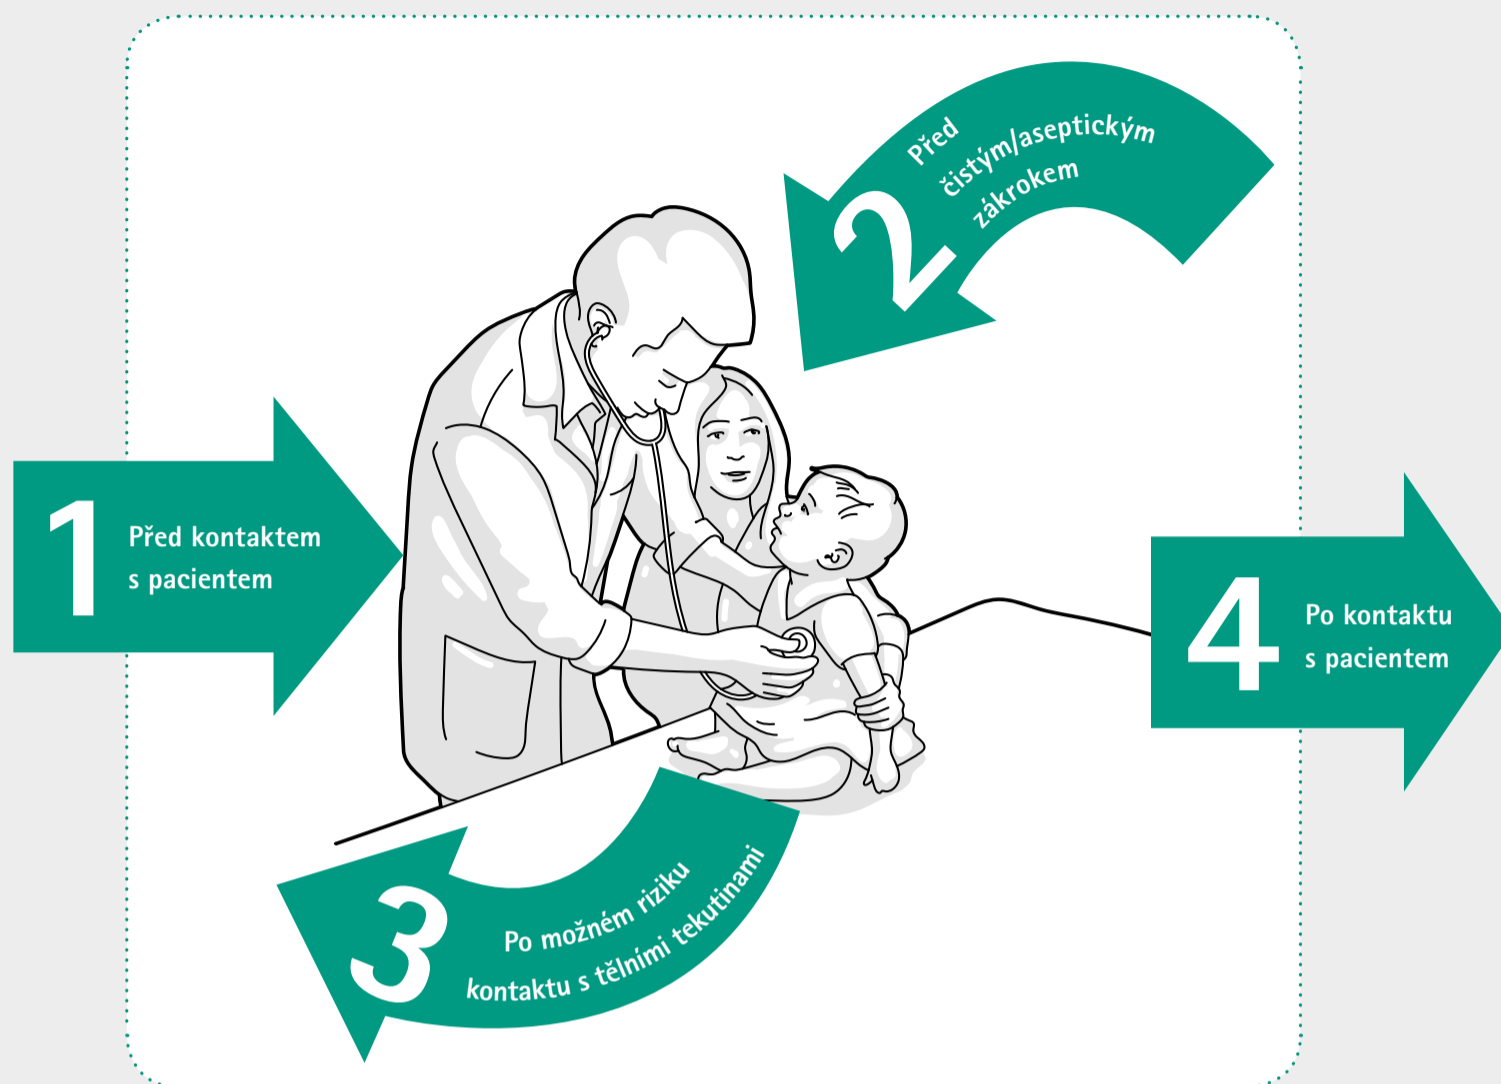 1
Před kontaktem
s pacientem
2
Před
čistým/aseptickým
zákrokem
3
Po možném riziku
kontaktu s tělními tekutinami
4
Po kontaktu
s pacientem